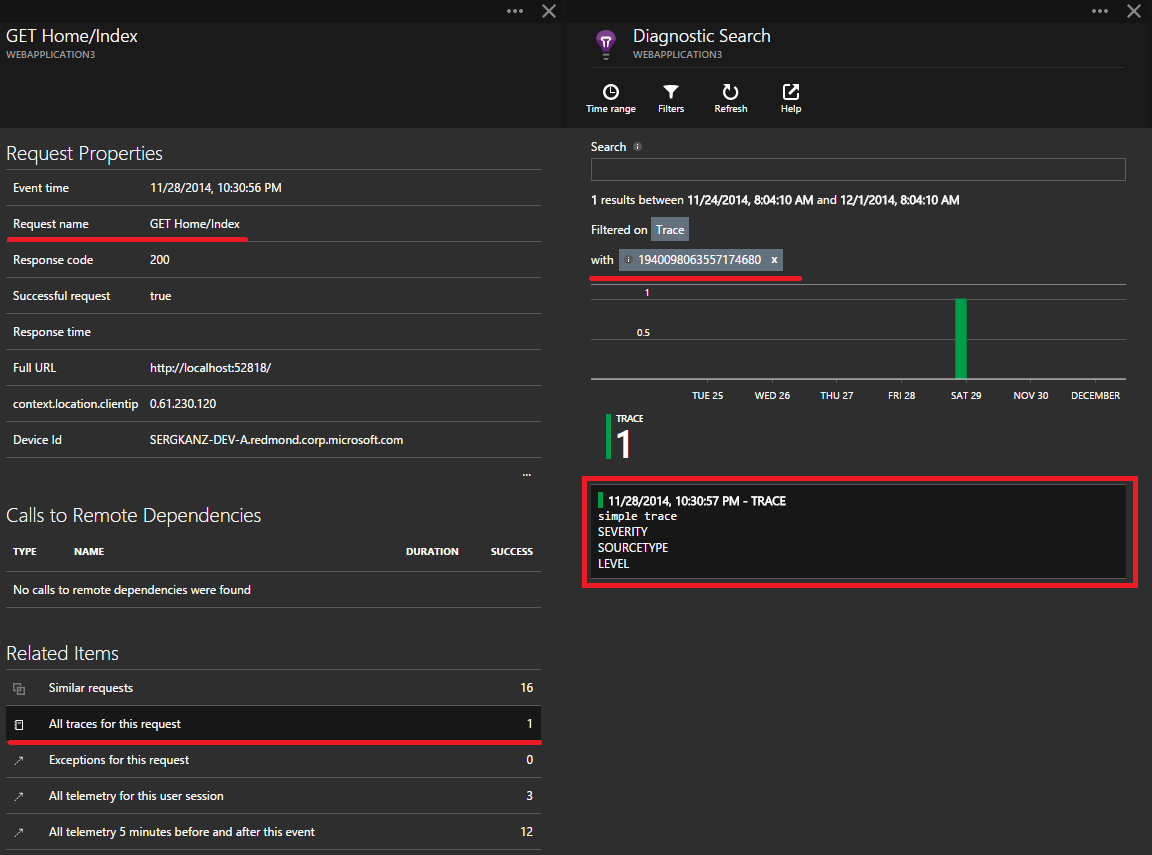 GET Home/Index
WEBAPPLICATION3
Request Properties
Event time 11/28/2014, 10:30:56 PM
Request name GET Home/Index
Response code 200
Successful request true
Response time
Full URL http://localhost:52818/
context.location.clientip 0.61.230.120
Device Id SERGKANZ-DEV-A.redmond.corp.microsoft.com
...
Calls to Remote Dependencies
TYPE NAME DURATION SUCCESS
No calls to remote dependencies were found
Related Items
Similar requests 16
All traces for this request 1
Exceptions for this request 0
All telemetry for this user session 3
All telemetry 5 minutes before and after this event 12
Diagnostic Search
WEBAPPLICATION3
Time range Filters Refresh Help
Search
1 results between 11/24/2014, 8:04:10 AM and 12/1/2014, 8:04:10 AM
Filtered on Trace
with 1940098063557174680 x
1
0.5
TUE 25 WED 26 THU 27 FRI 28 SAT 29 NOV 30 DECEMBER
TRACE
1
11/28/2014, 10:30:57 PM - TRACE
simple trace
SEVERITY
SOURCETYPE
LEVEL